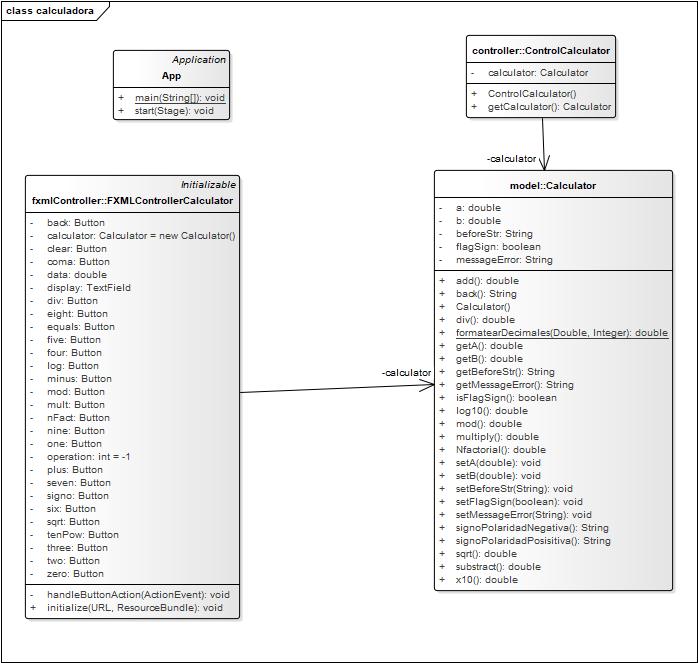 class calculadora
Application
App
+ main(String[]): void
+ start(Stage): void
controller::ControlCalculator
- calculator: Calculator
+ ControlCalculator()
+ getCalculator(): Calculator
-calculator
Initializable
fxmlController::FXMLControllerCalculator
- back: Button
- calculator: Calculator = new Calculator()
- clear: Button
- coma: Button
- data: double
- display: TextField
- div: Button
- eight: Button
- equals: Button
- five: Button
- four: Button
- log: Button
- minus: Button
- mod: Button
- mult: Button
- nFact: Button
- nine: Button
- one: Button
- operation: int = -1
- plus: Button
- seven: Button
- signo: Button
- six: Button
- sqrt: Button
- tenPow: Button
- three: Button
- two: Button
- zero: Button
- handleButtonAction(ActionEvent): void
+ initialize(URL, ResourceBundle): void
-calculator
model::Calculator
- a: double
- b: double
- beforeStr: String
- flagSign: boolean
- messageError: String
+ add(): double
+ back(): String
+ Calculator()
+ div(): double
+ formatearDecimales(Double, Integer): double
+ getA(): double
+ getB(): double
+ getBeforeStr(): String
+ getMessageError(): String
+ isFlagSign(): boolean
+ log10(): double
+ mod(): double
+ multiply(): double
+ Nfactorial(): double
+ setA(double): void
+ setB(double): void
+ setBeforeStr(String): void
+ setFlagSign(boolean): void
+ setMessageError(String): void
+ signoPolaridadNegativa(): String
+ signoPolaridadPosisitiva(): String
+ sqrt(): double
+ substract(): double
+ x10(): double